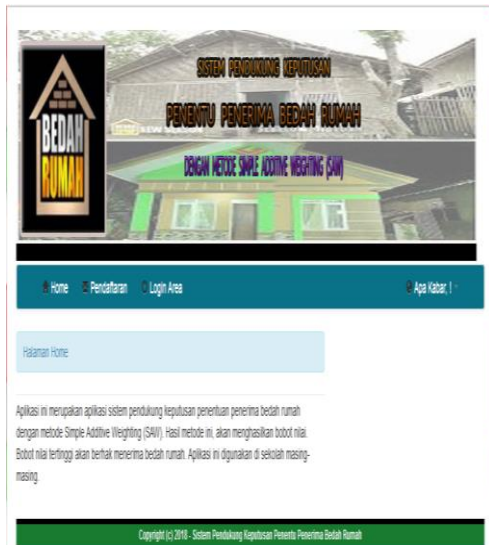 SISTEM PENDUKUNG KEPUTUSAN
PENENTU PENERIMA BEDAH RUMAH
DENGAN METODE SIMPLE ADDITIVE WEIGHTING (SAW)
BEDAH
RUMAH
NEW SEASON
Home Pendaftaran Login Area Apa Kabar, !
Halaman Home
Aplikasi ini merupakan aplikasi sistem pendukung keputusan penentuan penerima bedah rumah
dengan metode Simple Additive Weighting (SAW). Hasil metode ini, akan menghasilkan bobot nilai.
Bobot nilai tertinggi akan berhak menerima bedah rumah. Aplikasi ini digunakan di sekolah masing-
masing.
Copyright (c) 2018 - Sistem Pendukung Keputusan Penentu Penerima Bedah Rumah